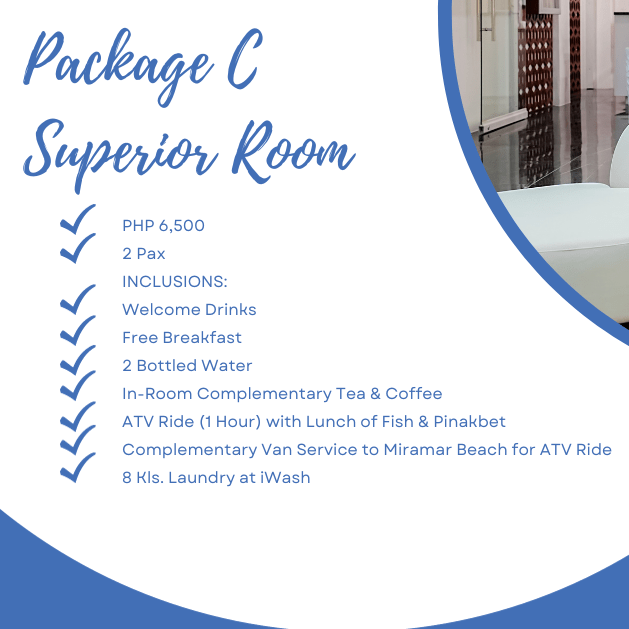 Package C
Superior Room
PHP 6,500
2 Pax
INCLUSIONS:
Welcome Drinks
Free Breakfast
2 Bottled Water
In-Room Complementary Tea & Coffee
ATV Ride (1 Hour) with Lunch of Fish & Pinakbet
Complementary Van Service to Miramar Beach for ATV Ride
8 Kls. Laundry at iWash